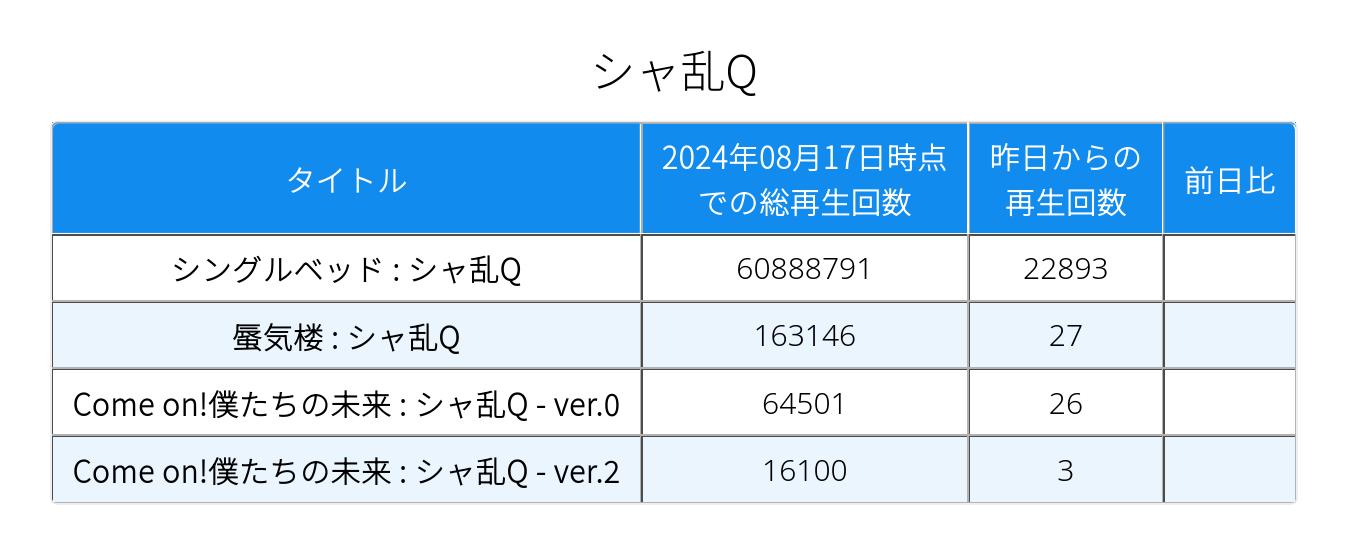 シャ乱Q
タイトル
2024年08月17日時点
での総再生回数
昨日からの
再生回数
前日比
シングルベッド : シャ乱Q 60888791 22893
蜃気楼 : シャ乱Q 163146 27
Come on!僕たちの未来 : シャ乱Q - ver.0 64501 26
Come on!僕たちの未来 : シャ乱Q - ver.2 16100 3